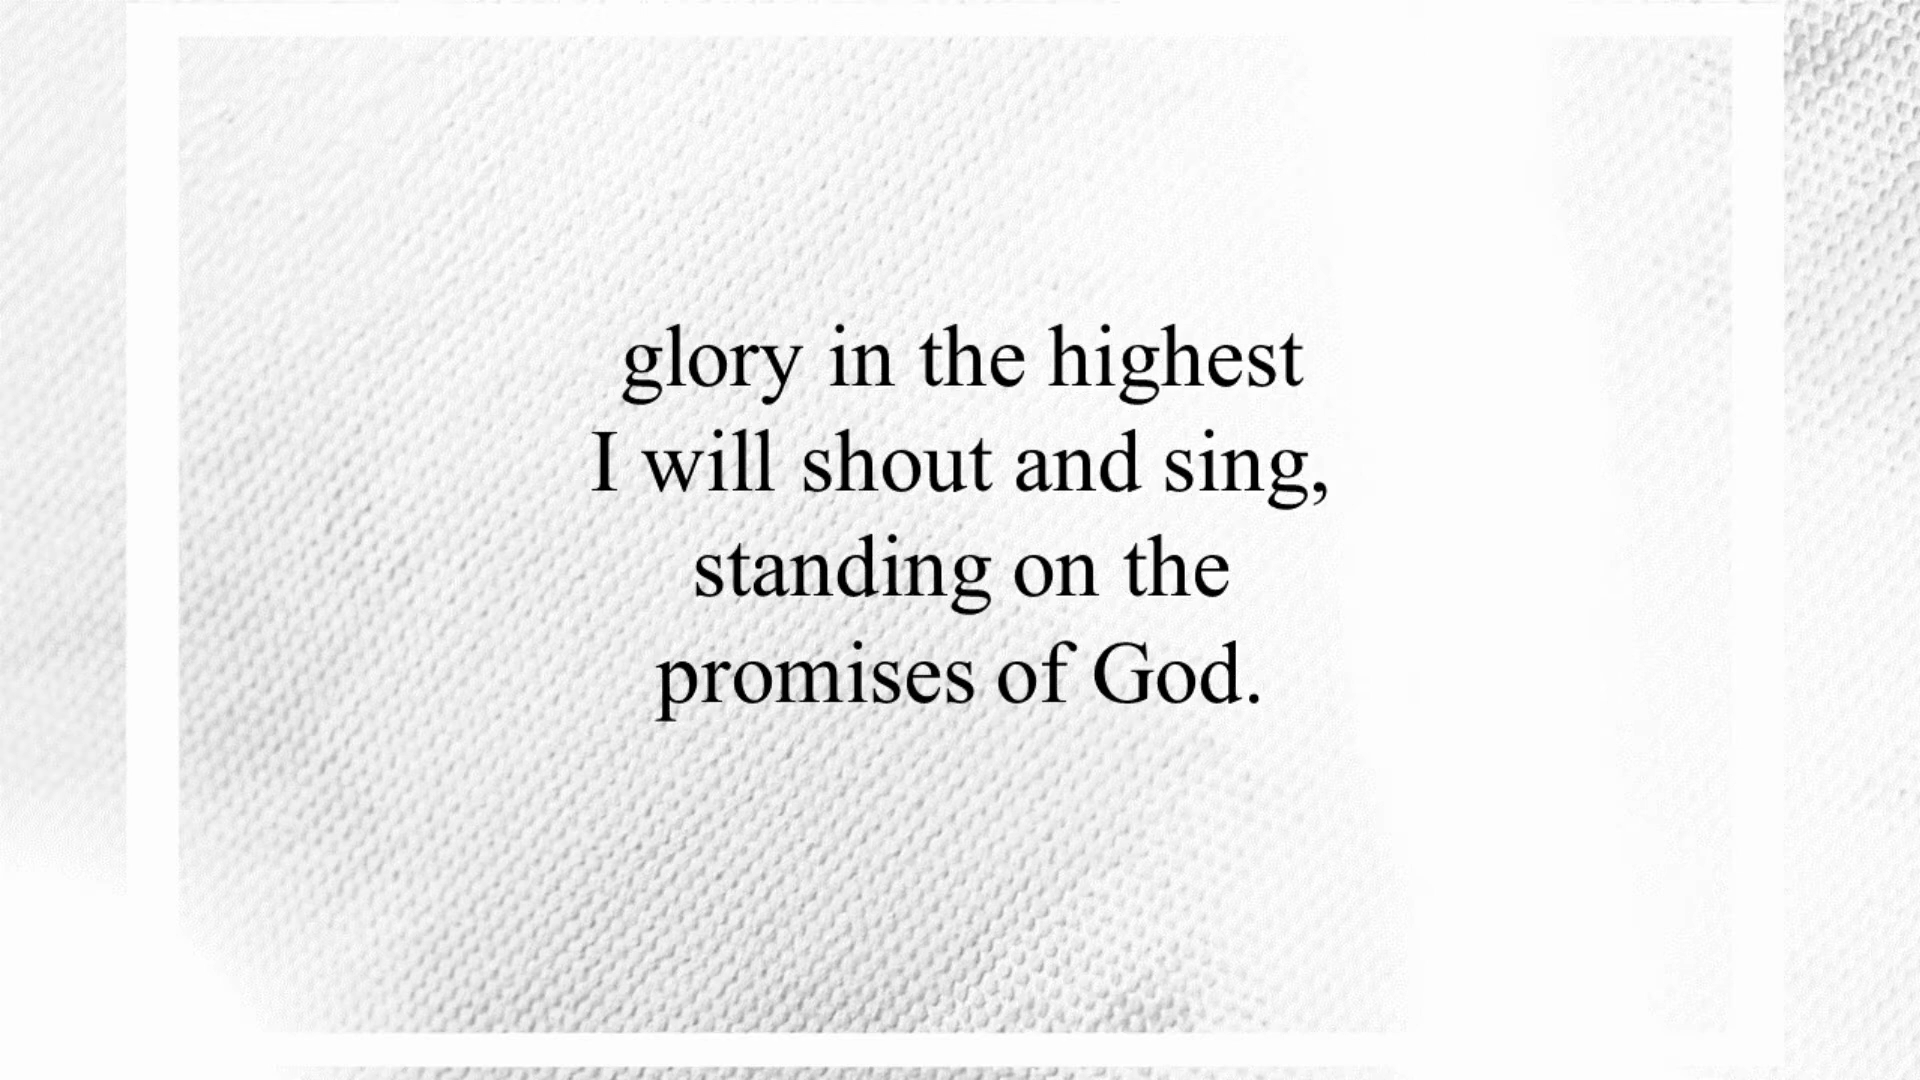 glory in the highest
I will shout and sing,
standing on the
promises of God.